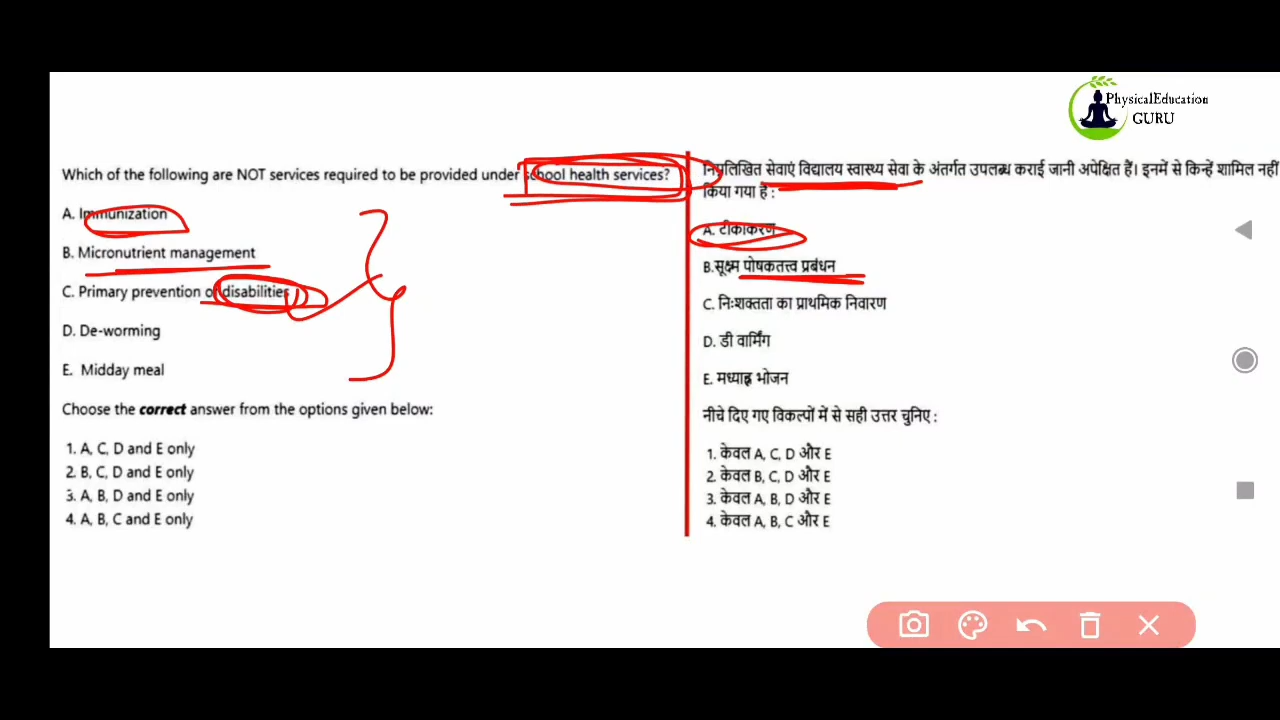 PhysicalEducation
GURU
Which of the following are NOT services required to be provided under school health services?
A. Immunization
B. Micronutrient management
C. Primary prevention of disabilities
D. De-worming
E. Midday meal
Choose the correct answer from the options given below:
1. A, C, D and E only
2. B, C, D and E only
3. A, B, D and E only
4. A, B, C and E only
निम्नलिखित सेवाएं विद्यालय स्वास्थ्य सेवा के अंतर्गत उपलब्ध कराई जानी अपेक्षित हैं। इनमें से किन्हें शामिल नहीं
किया गया है :
A. टीकाकरण
B.सूक्ष्म पोषकतत्त्व प्रबंधन
C. निःशक्तता का प्राथमिक निवारण
D. डी वार्मिंग
E. मध्याह्न भोजन
नीचे दिए गए विकल्पों में से सही उत्तर चुनिए :
1. केवल A, C, D और E
2. केवल B, C, D और E
3. केवल A, B, D और E
4. केवल A, B, C और E